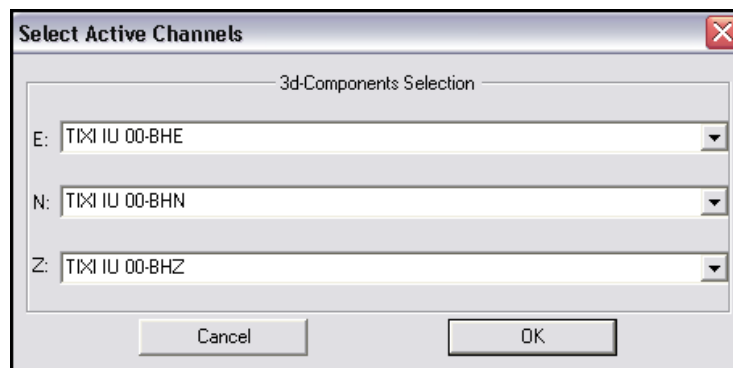 Select Active Channels
3d-Components Selection
E: TIXI IU 00-BHE
N: TIXI IU 00-BHN
Z: TIXI IU 00-BHZ
Cancel OK